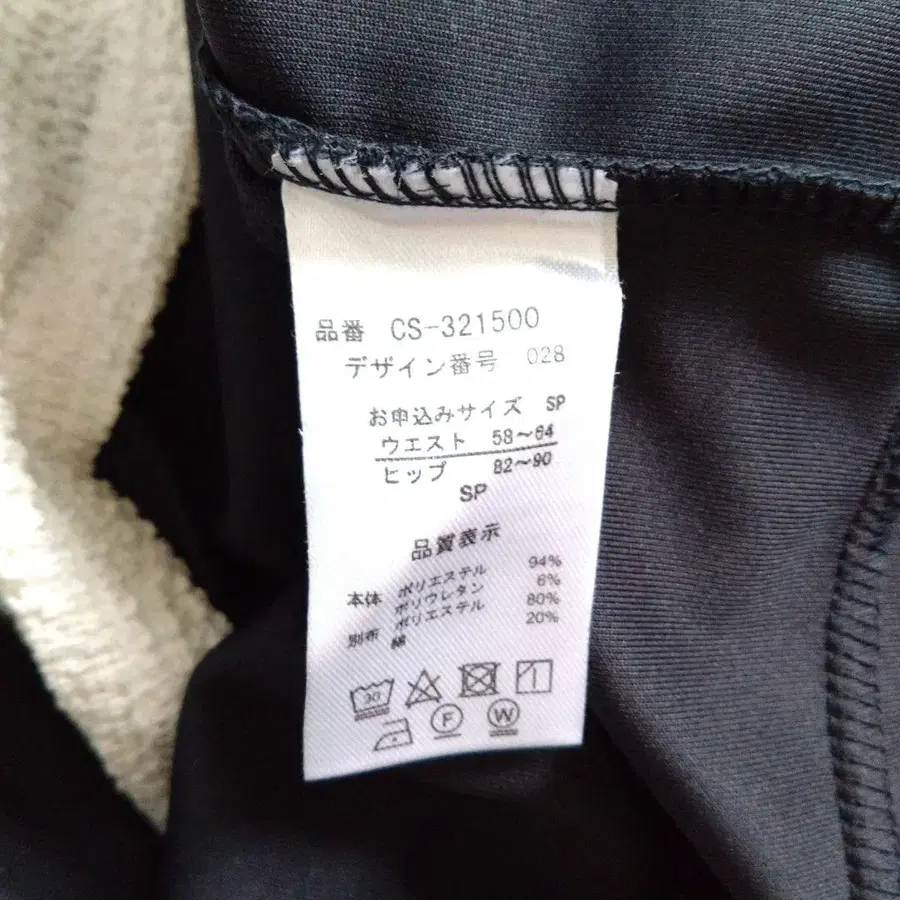 品番 CS-321500
デザイン番号 028
お申込みサイズ SP
ウエスト 58～64
ヒップ 82～90
SP
品質表示
本体 ポリエステル 94%
ポリウレタン 6%
別布 ポリエステル 80%
綿 20%
30
F W